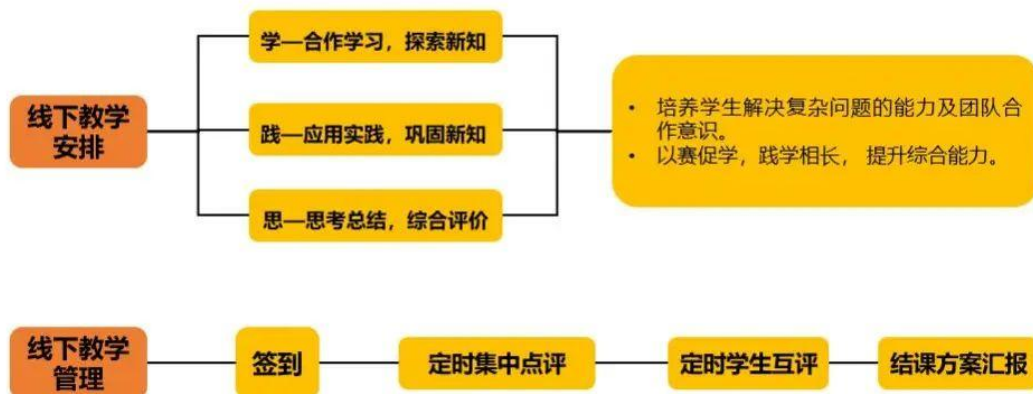 学—合作学习，探索新知
线下教学
安排
践—应用实践，巩固新知
思—思考总结，综合评价
• 培养学生解决复杂问题的能力及团队合
作意识。
• 以赛促学，践学相长， 提升综合能力。
线下教学
管理
签到
定时集中点评
定时学生互评
结课方案汇报